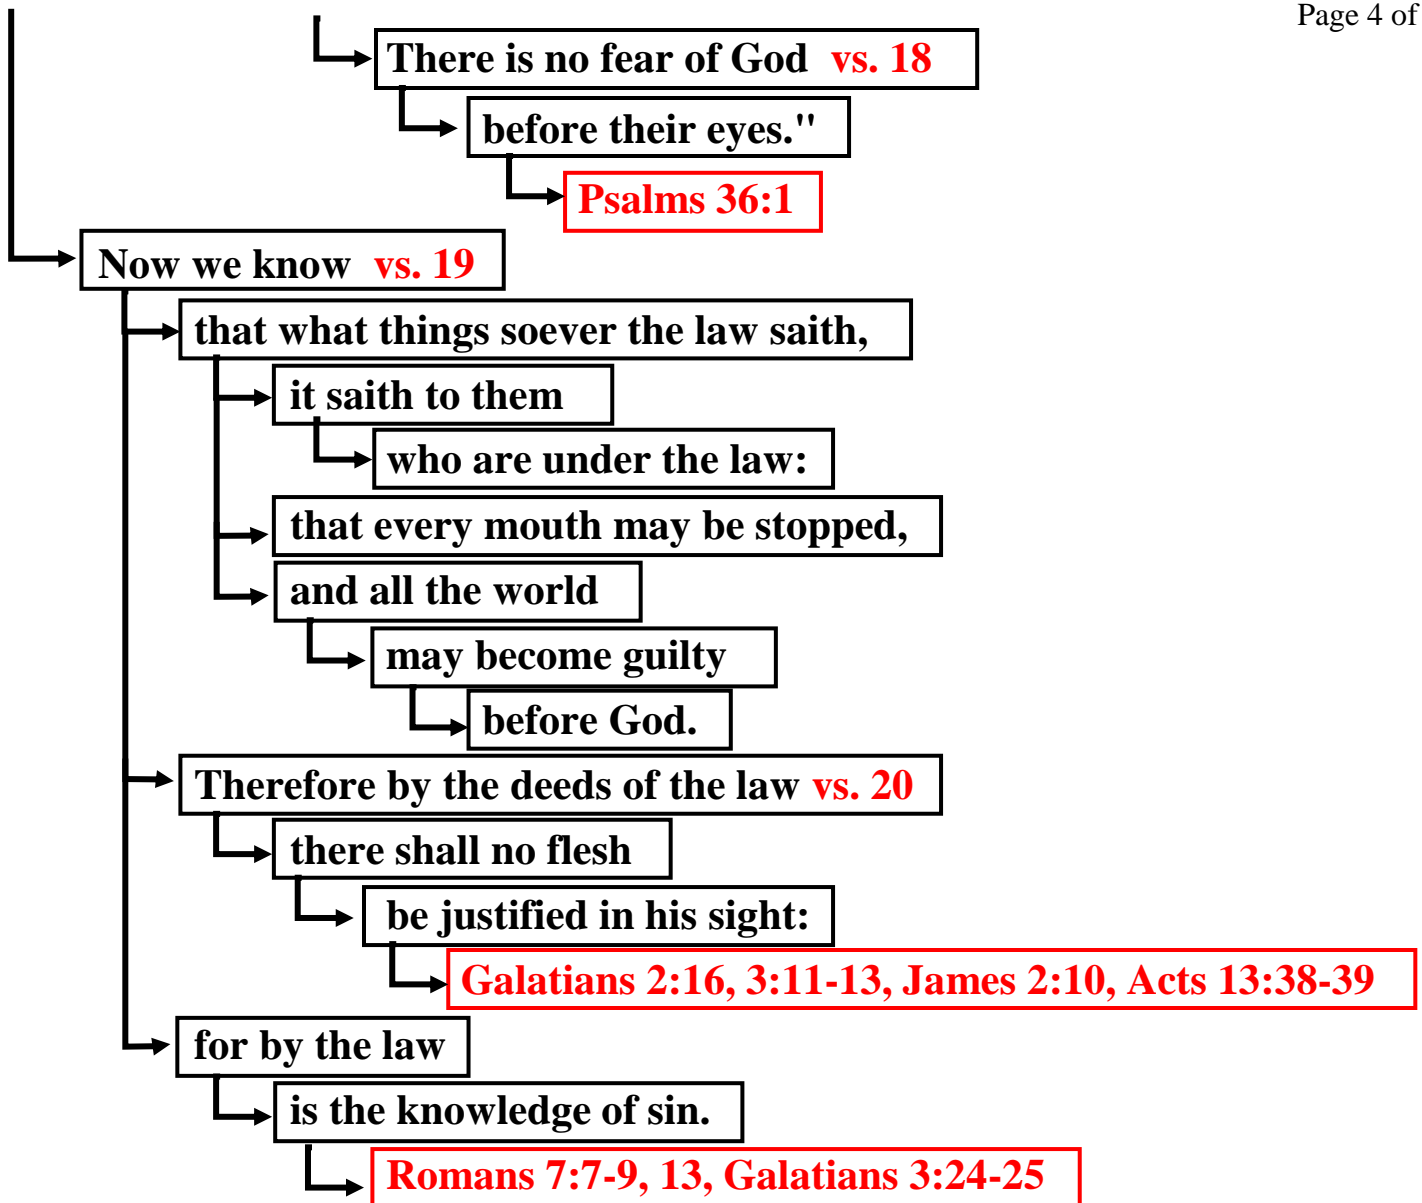 Page 4 of
There is no fear of God vs. 18
before their eyes."
Psalms 36:1
Now we know vs. 19
that what things soever the law saith,
it saith to them
who are under the law:
that every mouth may be stopped,
and all the world
may become guilty
before God.
Therefore by the deeds of the law vs. 20
there shall no flesh
be justified in his sight:
Galatians 2:16, 3:11-13, James 2:10, Acts 13:38-39
for by the law
is the knowledge of sin.
Romans 7:7-9, 13, Galatians 3:24-25